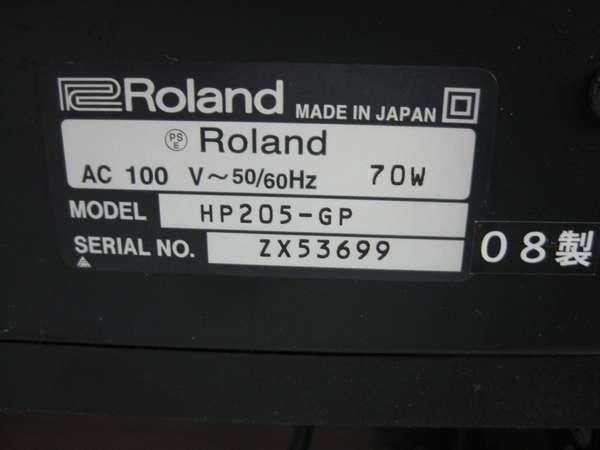 Roland MADE IN JAPAN
PS
E
Roland
AC 100 V～50/60Hz 70W
MODEL HP205-GP
SERIAL NO. ZX53699
０８製